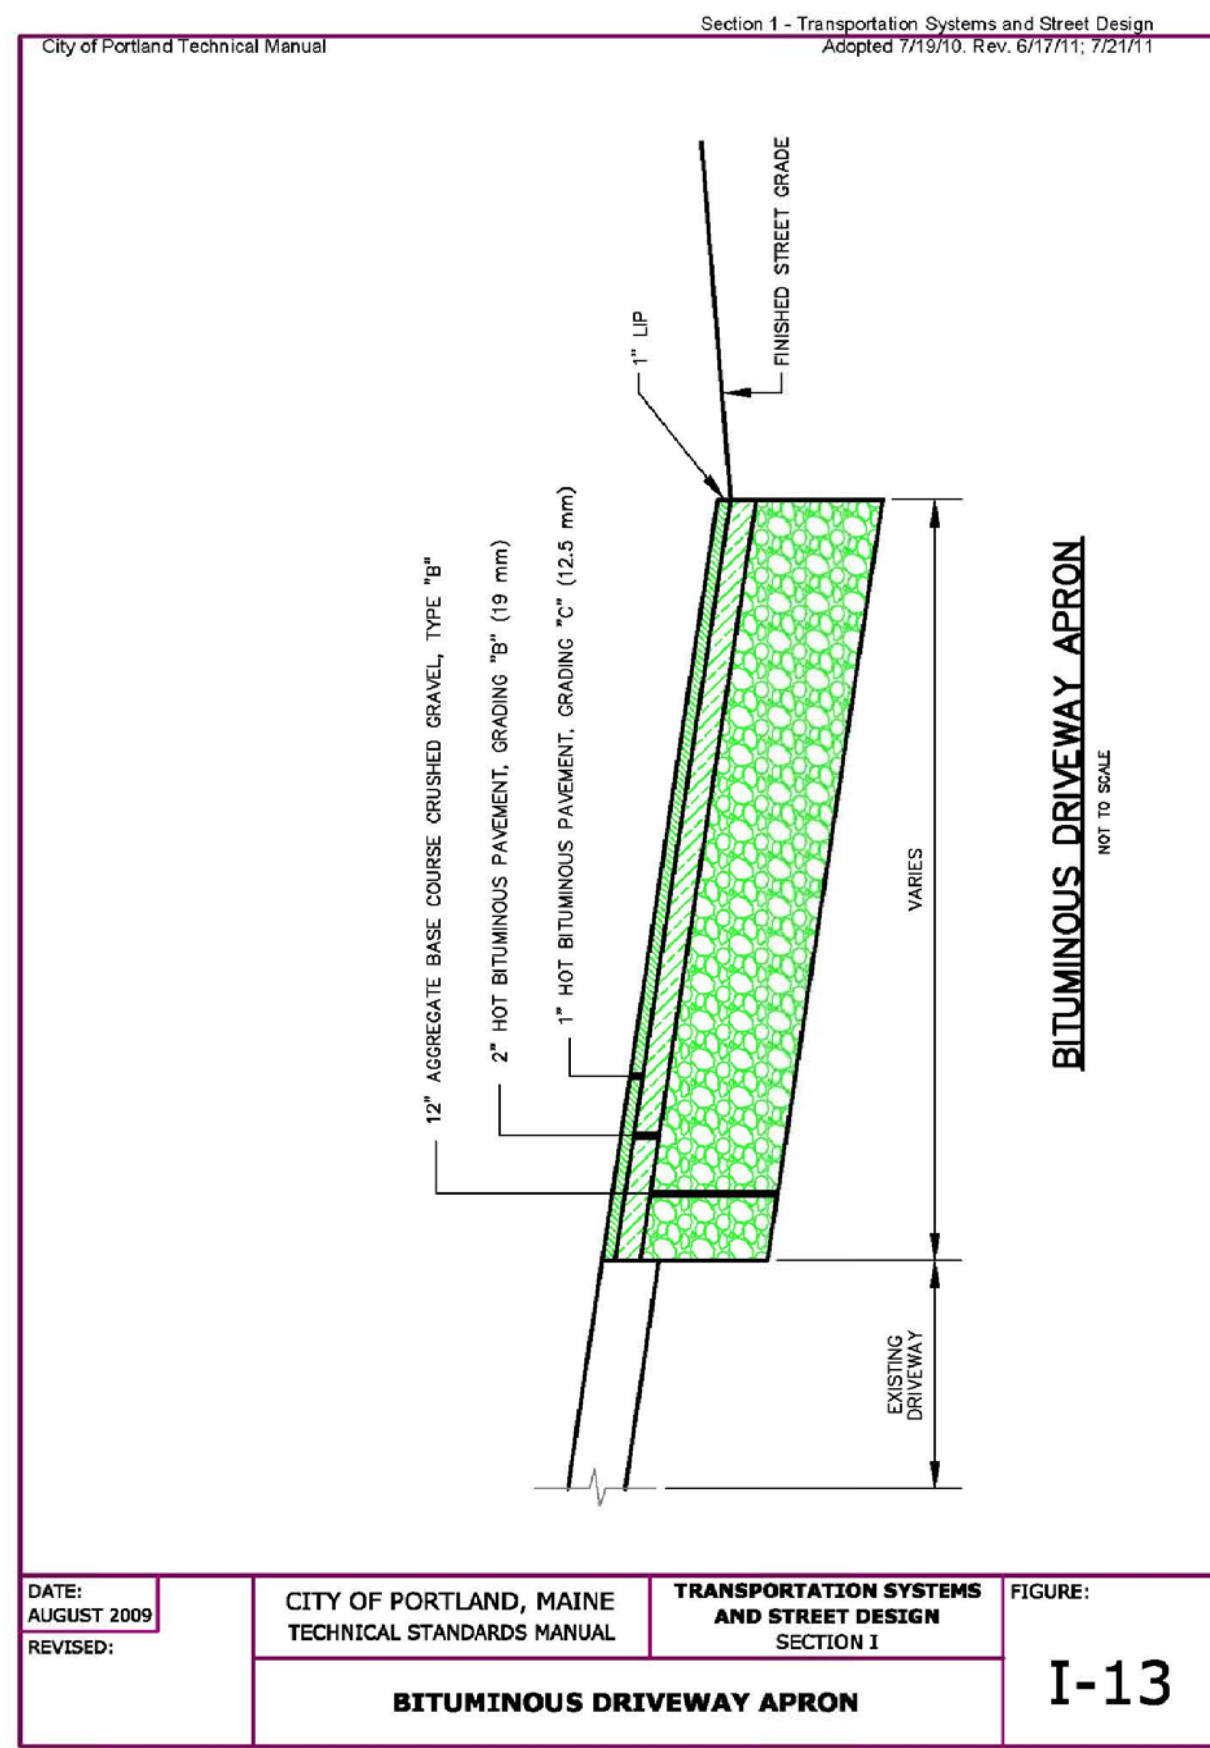 Section 1 - Transportation Systems and Street Design
City of Portland Technical Manual
Adopted 7/19/10. Rev. 6/17/11; 7/21/11
12" AGGREGATE BASE COURSE CRUSHED GRAVEL, TYPE "B"
2" HOT BITUMINOUS PAVEMENT, GRADING "B" (19 mm)
1" HOT BITUMINOUS PAVEMENT, GRADING "C" (12.5 mm)
1" LIP
FINISHED STREET GRADE
EXISTING
DRIVEWAY
VARIES
BITUMINOUS DRIVEWAY APRON
NOT TO SCALE
DATE:
AUGUST 2009
REVISED:
CITY OF PORTLAND, MAINE
TECHNICAL STANDARDS MANUAL
TRANSPORTATION SYSTEMS
AND STREET DESIGN
SECTION I
BITUMINOUS DRIVEWAY APRON
FIGURE:
I-13